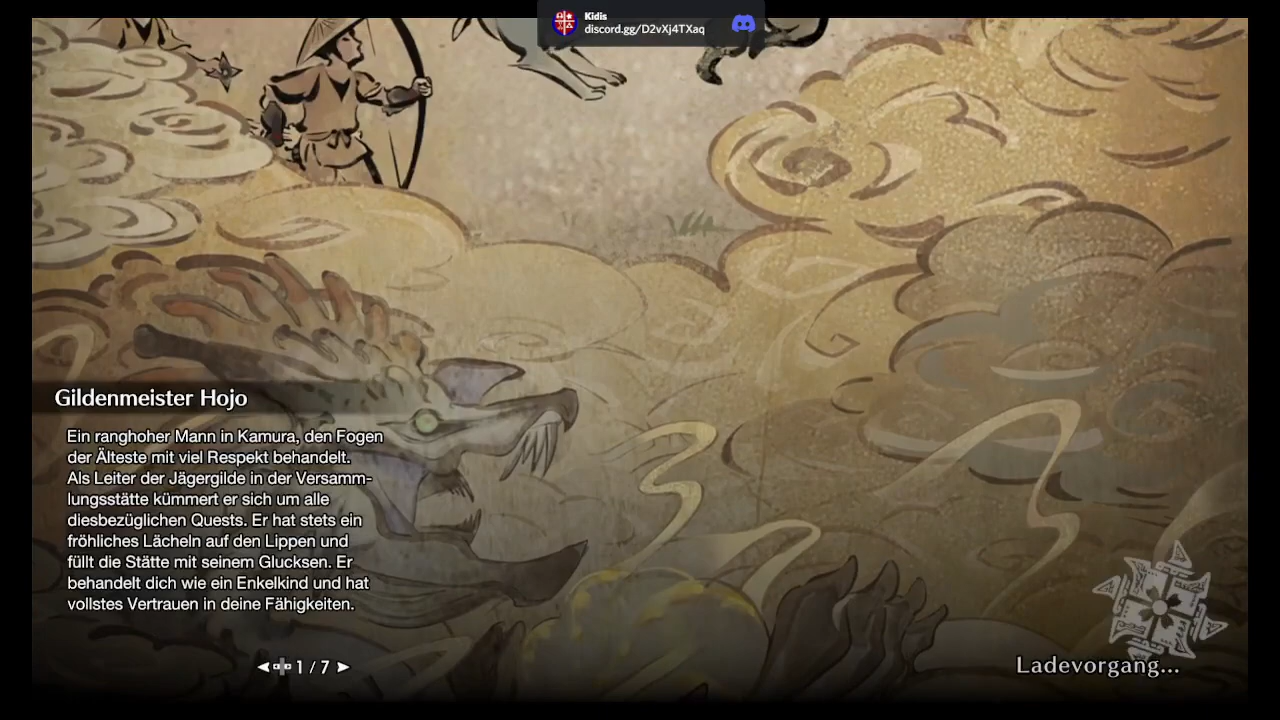 Kidis
discord.gg/D2vXj4TXaq
Gildenmeister Hojo
Ein ranghoher Mann in Kamura, den Fogen
der Älteste mit viel Respekt behandelt.
Als Leiter der Jägergilde in der Versamm-
lungsstätte kümmert er sich um alle
diesbezüglichen Quests. Er hat stets ein
fröhliches Lächeln auf den Lippen und
füllt die Stätte mit seinem Glucksen. Er
behandelt dich wie ein Enkelkind und hat
vollstes Vertrauen in deine Fähigkeiten.
1 / 7
Ladevorgang...